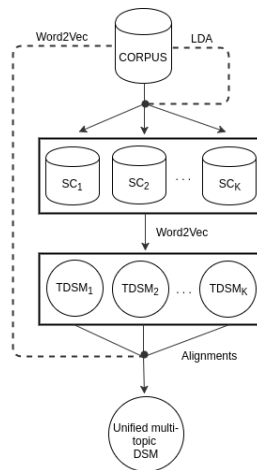 Word2Vec
LDA
CORPUS
SC1
SC2
. . .
SCK
Word2Vec
TDSM1
TDSM2
. . .
TDSMK
Alignments
Unified multi-
topic
DSM